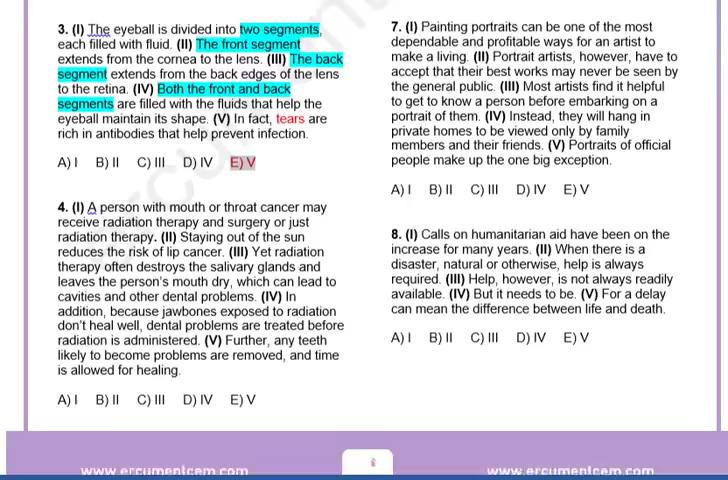 3. (I) The eyeball is divided into two segments,
each filled with fluid. (II) The front segment
extends from the cornea to the lens. (III) The back
segment extends from the back edges of the lens
to the retina. (IV) Both the front and back
segments are filled with the fluids that help the
eyeball maintain its shape. (V) In fact, tears are
rich in antibodies that help prevent infection.
A) I B) II C) III D) IV E) V
4. (I) A person with mouth or throat cancer may
receive radiation therapy and surgery or just
radiation therapy. (II) Staying out of the sun
reduces the risk of lip cancer. (III) Yet radiation
therapy often destroys the salivary glands and
leaves the person's mouth dry, which can lead to
cavities and other dental problems. (IV) In
addition, because jawbones exposed to radiation
don't heal well, dental problems are treated before
radiation is administered. (V) Further, any teeth
likely to become problems are removed, and time
is allowed for healing.
A) I B) II C) III D) IV E) V
7. (I) Painting portraits can be one of the most
dependable and profitable ways for an artist to
make a living. (II) Portrait artists, however, have to
accept that their best works may never be seen by
the general public. (III) Most artists find it helpful
to get to know a person before embarking on a
portrait of them. (IV) Instead, they will hang in
private homes to be viewed only by family
members and their friends. (V) Portraits of official
people make up the one big exception.
A) I B) II C) III D) IV E) V
8. (I) Calls on humanitarian aid have been on the
increase for many years. (II) When there is a
disaster, natural or otherwise, help is always
required. (III) Help, however, is not always readily
available. (IV) But it needs to be. (V) For a delay
can mean the difference between life and death.
A) I B) II C) III D) IV E) V
www.ercumentcem.com
www.ercumentcem.com